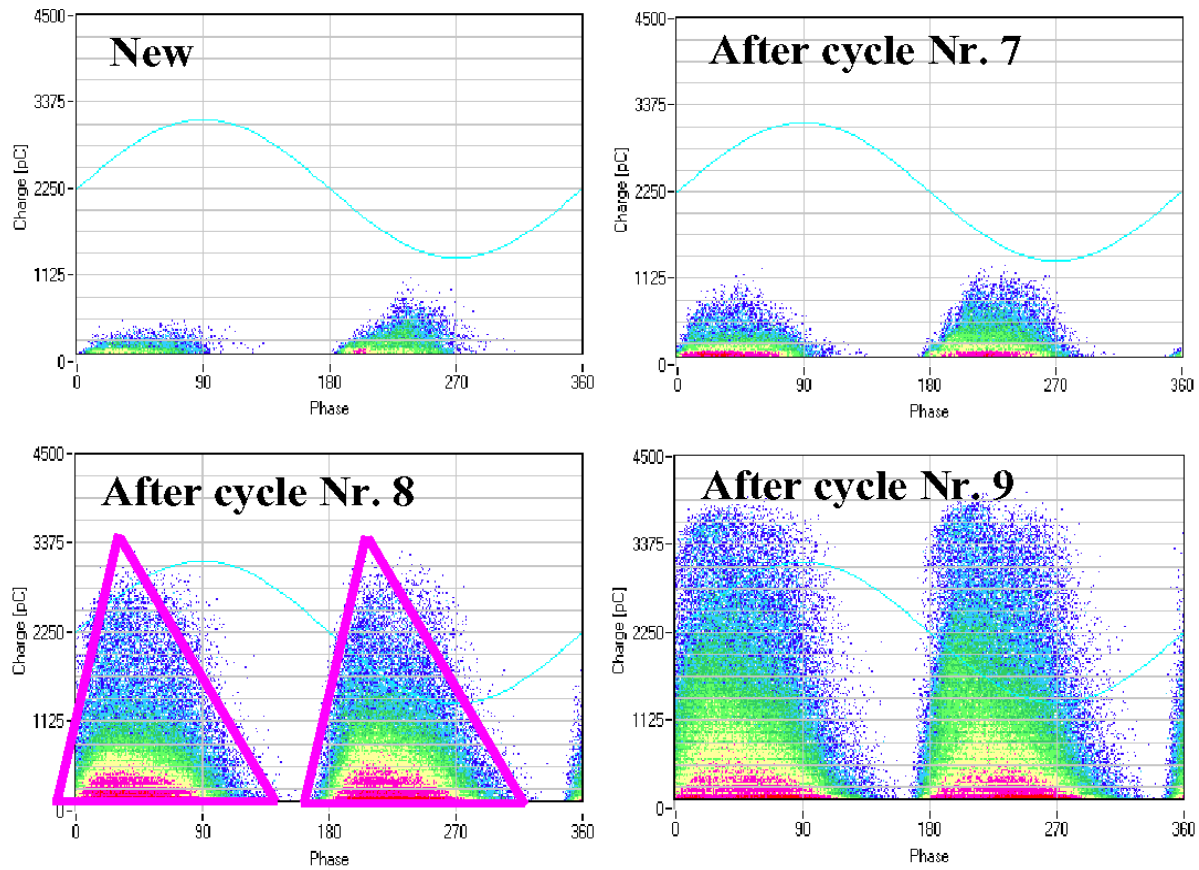 New
4500
3375
2250
1125
0
Charge [pC]
0 90 180 270 360
Phase
After cycle Nr. 7
4500
3375
2250
1125
0
Charge [pC]
0 90 180 270 360
Phase
After cycle Nr. 8
4500
3375
2250
1125
0
Charge [pC]
0 90 180 270 360
Phase
After cycle Nr. 9
4500
3375
2250
1125
0
Charge [pC]
0 90 180 270 360
Phase